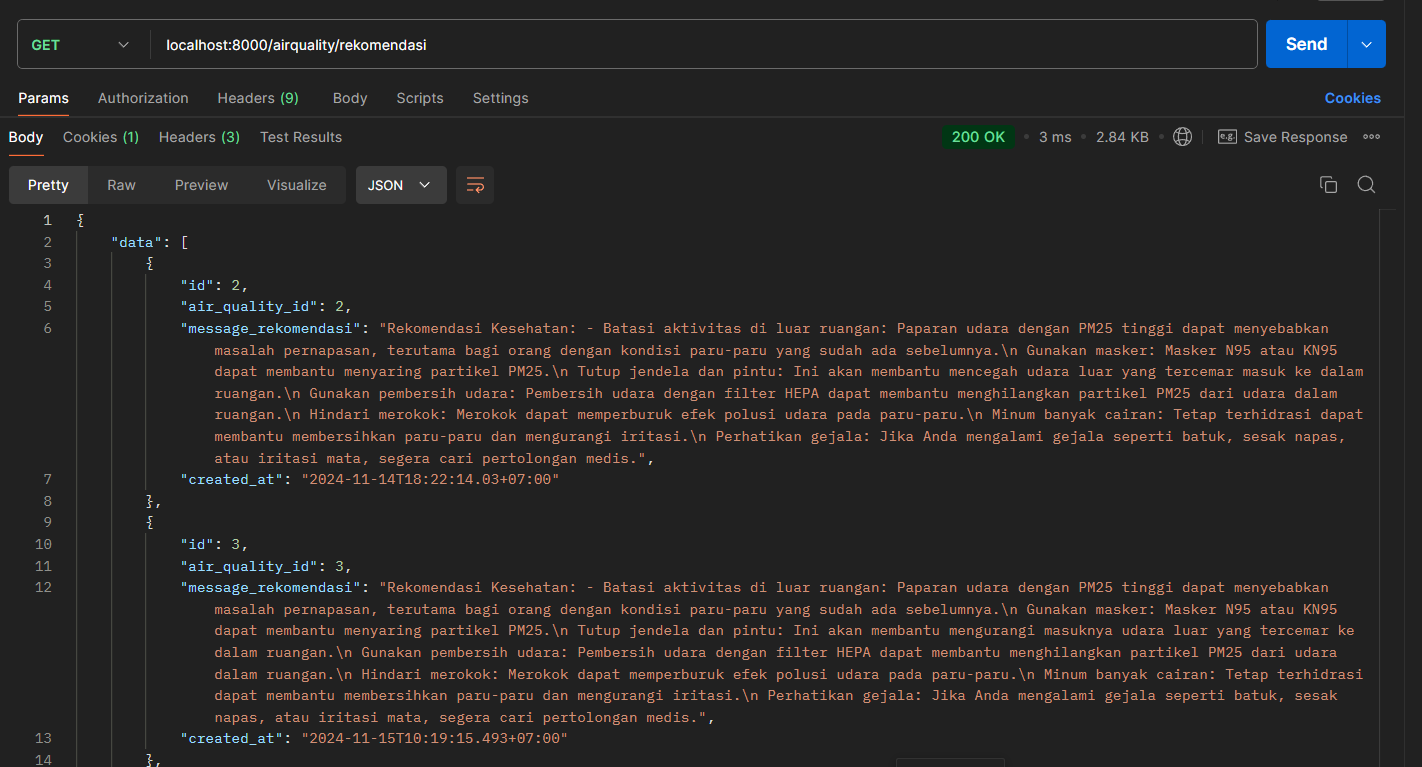 GET localhost:8000/airquality/rekomendasi Send
Params Authorization Headers (9) Body Scripts Settings Cookies
Body Cookies (1) Headers (3) Test Results 200 OK • 3 ms • 2.84 KB • e.g. Save Response
Pretty Raw Preview Visualize JSON
1 {
2 "data": [
3 {
4 "id": 2,
5 "air_quality_id": 2,
6 "message_rekomendasi": "Rekomendasi Kesehatan: - Batasi aktivitas di luar ruangan: Paparan udara dengan PM25 tinggi dapat menyebabkan
masalah pernapasan, terutama bagi orang dengan kondisi paru-paru yang sudah ada sebelumnya.\n Gunakan masker: Masker N95 atau KN95
dapat membantu menyaring partikel PM25.\n Tutup jendela dan pintu: Ini akan membantu mencegah udara luar yang tercemar masuk ke dalam
ruangan.\n Gunakan pembersih udara: Pembersih udara dengan filter HEPA dapat membantu menghilangkan partikel PM25 dari udara dalam
ruangan.\n Hindari merokok: Merokok dapat memperburuk efek polusi udara pada paru-paru.\n Minum banyak cairan: Tetap terhidrasi dapat
membantu membersihkan paru-paru dan mengurangi iritasi.\n Perhatikan gejala: Jika Anda mengalami gejala seperti batuk, sesak napas,
atau iritasi mata, segera cari pertolongan medis.",
7 "created_at": "2024-11-14T18:22:14.03+07:00"
8 },
9 {
10 "id": 3,
11 "air_quality_id": 3,
12 "message_rekomendasi": "Rekomendasi Kesehatan: - Batasi aktivitas di luar ruangan: Paparan udara dengan PM25 tinggi dapat menyebabkan
masalah pernapasan, terutama bagi orang dengan kondisi paru-paru yang sudah ada sebelumnya.\n Gunakan masker: Masker N95 atau KN95
dapat membantu menyaring partikel PM25.\n Tutup jendela dan pintu: Ini akan membantu mengurangi masuknya udara luar yang tercemar ke
dalam ruangan.\n Gunakan pembersih udara: Pembersih udara dengan filter HEPA dapat membantu menghilangkan partikel PM25 dari udara
dalam ruangan.\n Hindari merokok: Merokok dapat memperburuk efek polusi udara pada paru-paru.\n Minum banyak cairan: Tetap terhidrasi
dapat membantu membersihkan paru-paru dan mengurangi iritasi.\n Perhatikan gejala: Jika Anda mengalami gejala seperti batuk, sesak
napas, atau iritasi mata, segera cari pertolongan medis.",
13 "created_at": "2024-11-15T10:19:15.493+07:00"
14 },